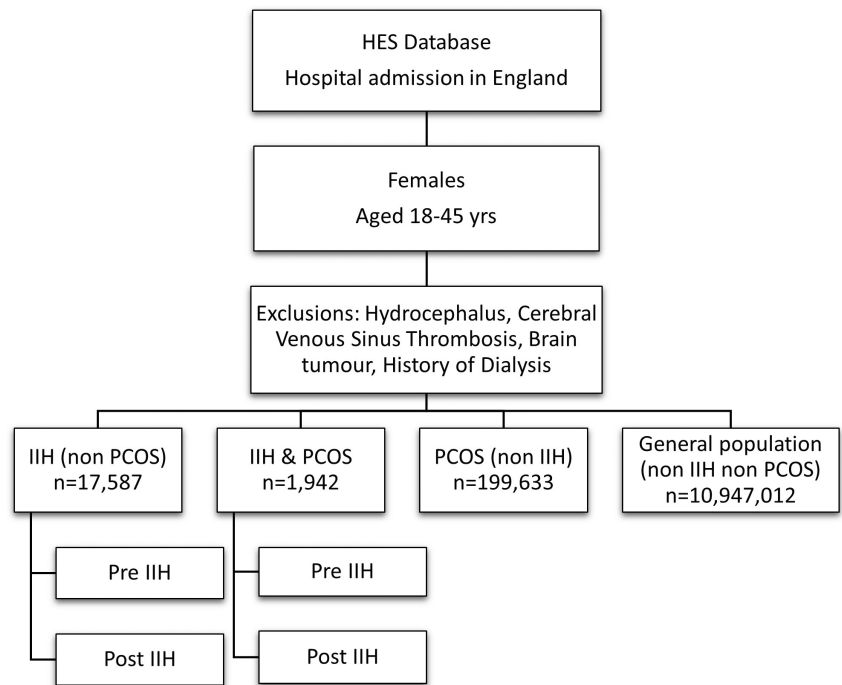 HES Database
Hospital admission in England
Females
Aged 18-45 yrs
Exclusions: Hydrocephalus, Cerebral
Venous Sinus Thrombosis, Brain
tumour, History of Dialysis
IIH (non PCOS)
n=17,587
IIH & PCOS
n=1,942
PCOS (non IIH)
n=199,633
General population
(non IIH non PCOS)
n=10,947,012
Pre IIH
Post IIH
Pre IIH
Post IIH